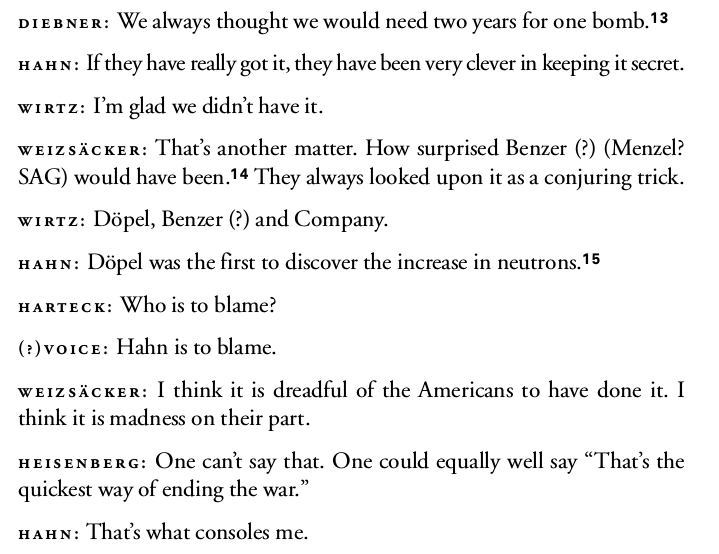 DIEBNER: We always thought we would need two years for one bomb.13
HAHN: If they have really got it, they have been very clever in keeping it secret.
WIRTZ: I'm glad we didn't have it.
WEIZSÄCKER: That's another matter. How surprised Benzer (?) (Menzel?
SAG) would have been.14 They always looked upon it as a conjuring trick.
WIRTZ: Döpel, Benzer (?) and Company.
HAHN: Döpel was the first to discover the increase in neutrons.15
HARTECK: Who is to blame?
(?)VOICE: Hahn is to blame.
WEIZSÄCKER: I think it is dreadful of the Americans to have done it. I
think it is madness on their part.
HEISENBERG: One can't say that. One could equally well say “That's the
quickest way of ending the war.”
HAHN: That's what consoles me.